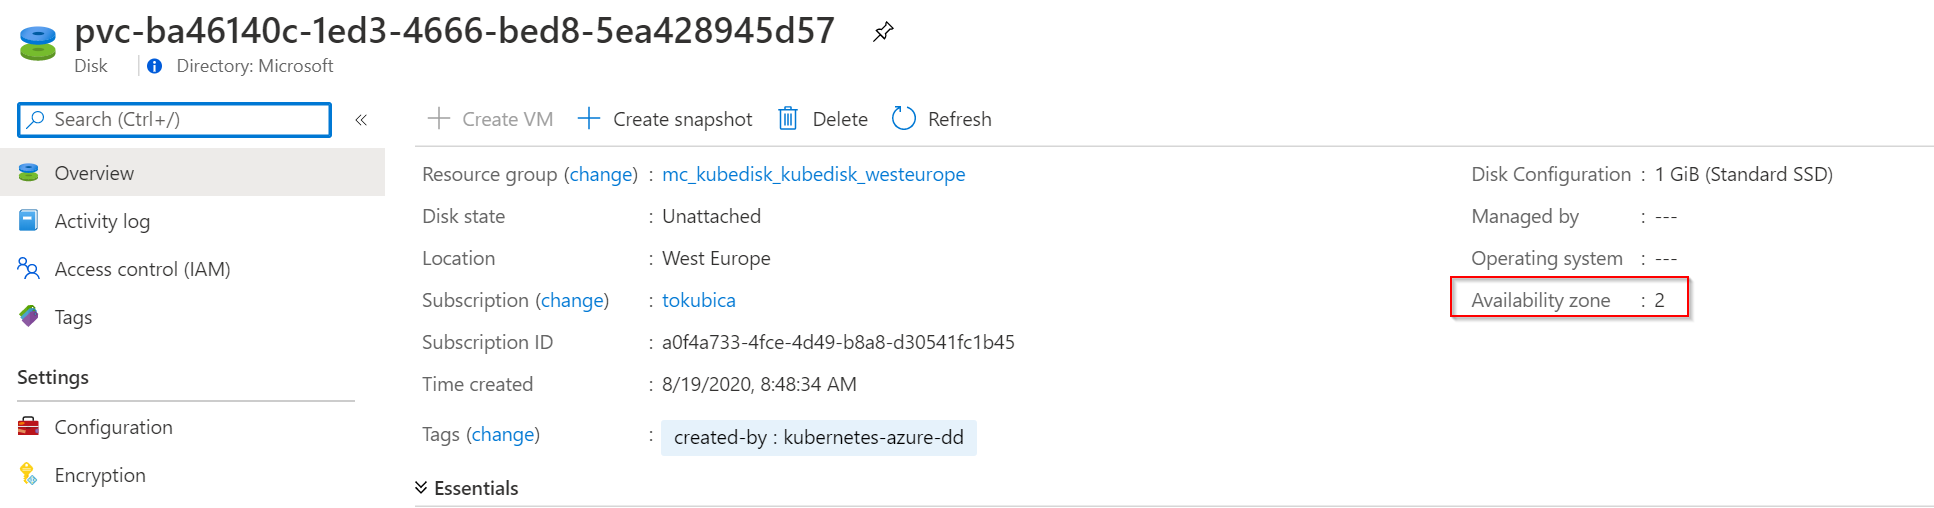 pvc-ba46140c-1ed3-4666-bed8-5ea428945d57
Disk
Directory: Microsoft
Search (Ctrl+/)
«
Overview
Activity log
Access control (IAM)
Tags
Settings
Configuration
Encryption
Create VM
Create snapshot
Delete
Refresh
Resource group (change) : mc_kubedisk_kubedisk_westeurope
Disk state : Unattached
Location : West Europe
Subscription (change) : tokubica
Subscription ID : a0f4a733-4fce-4d49-b8a8-d30541fc1b45
Time created : 8/19/2020, 8:48:34 AM
Tags (change) : created-by : kubernetes-azure-dd
Disk Configuration : 1 GiB (Standard SSD)
Managed by : ---
Operating system : ---
Availability zone : 2
Essentials